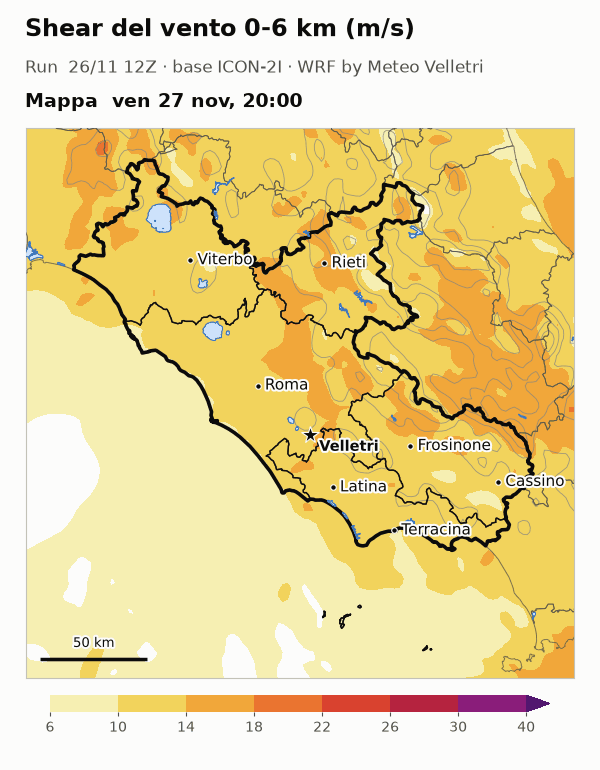 Shear del vento 0-6 km (m/s)
Run  26/11 12Z · base ICON-2I · WRF by Meteo Velletri
Mappa  ven 27 nov, 20:00
Viterbo
Rieti
Roma
Velletri
Frosinone
Latina
Cassino
Terracina
50 km
6 10 14 18 22 26 30 40